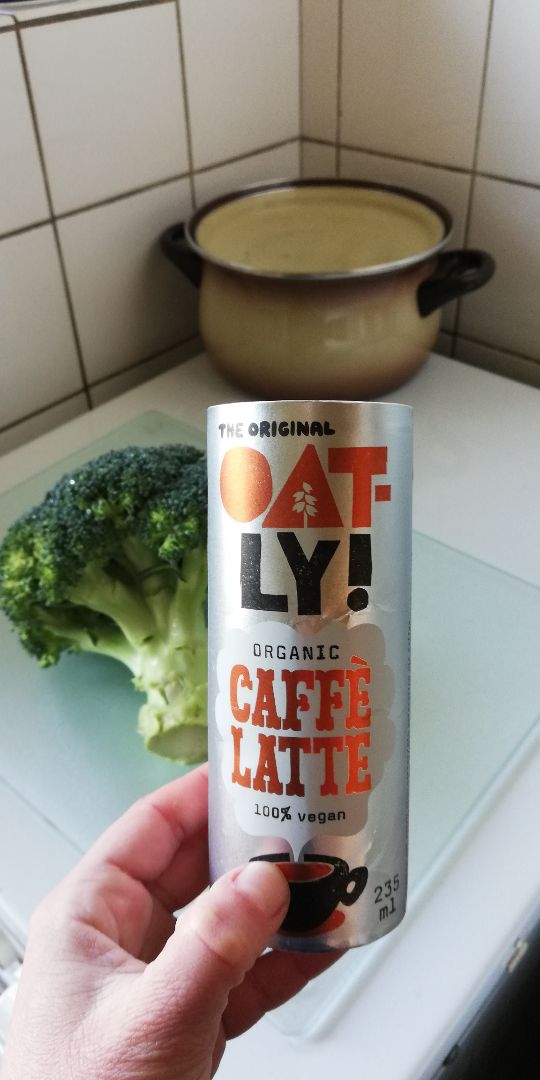 THE ORIGINAL
OAT-
LY!
ORGANIC
CAFFÈ
LATTE
100% vegan
235
ml